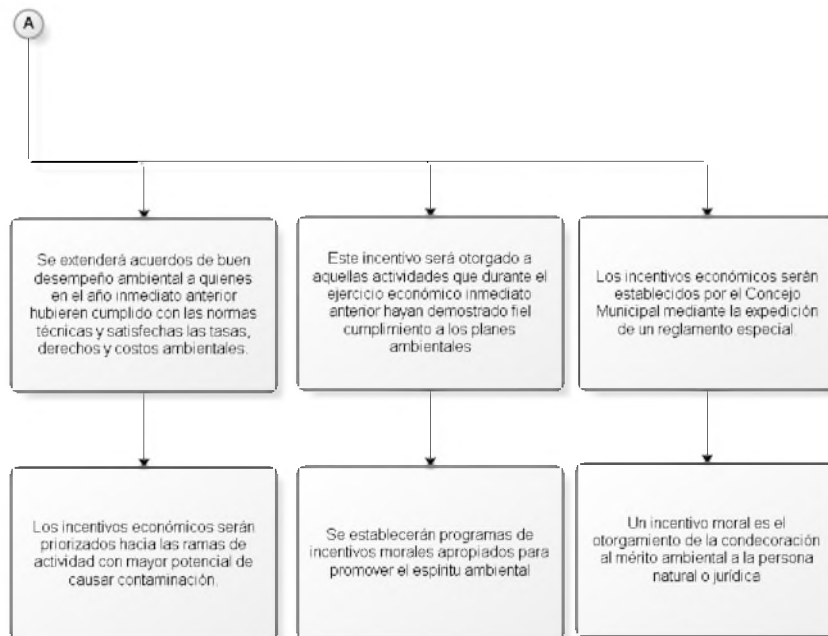 A
Se extenderá acuerdos de buen
desempeño ambiental a quienes
en el año inmediato anterior
hubieren cumplido con las normas
técnicas y satisfechas las tasas,
derechos y costos ambientales.
Este incentivo será otorgado a
aquellas actividades que durante el
ejercicio económico inmediato
anterior hayan demostrado fiel
cumplimiento a los planes
ambientales
Los incentivos económicos serán
establecidos por el Concejo
Municipal mediante la expedición
de un reglamento especial.
Los incentivos económicos serán
priorizados hacia las ramas de
actividad con mayor potencial de
causar contaminación.
Se establecerán programas de
incentivos morales apropiados para
promover el espíritu ambiental
Un incentivo moral es el
otorgamiento de la condecoración
al mérito ambiental a la persona
natural o jurídica